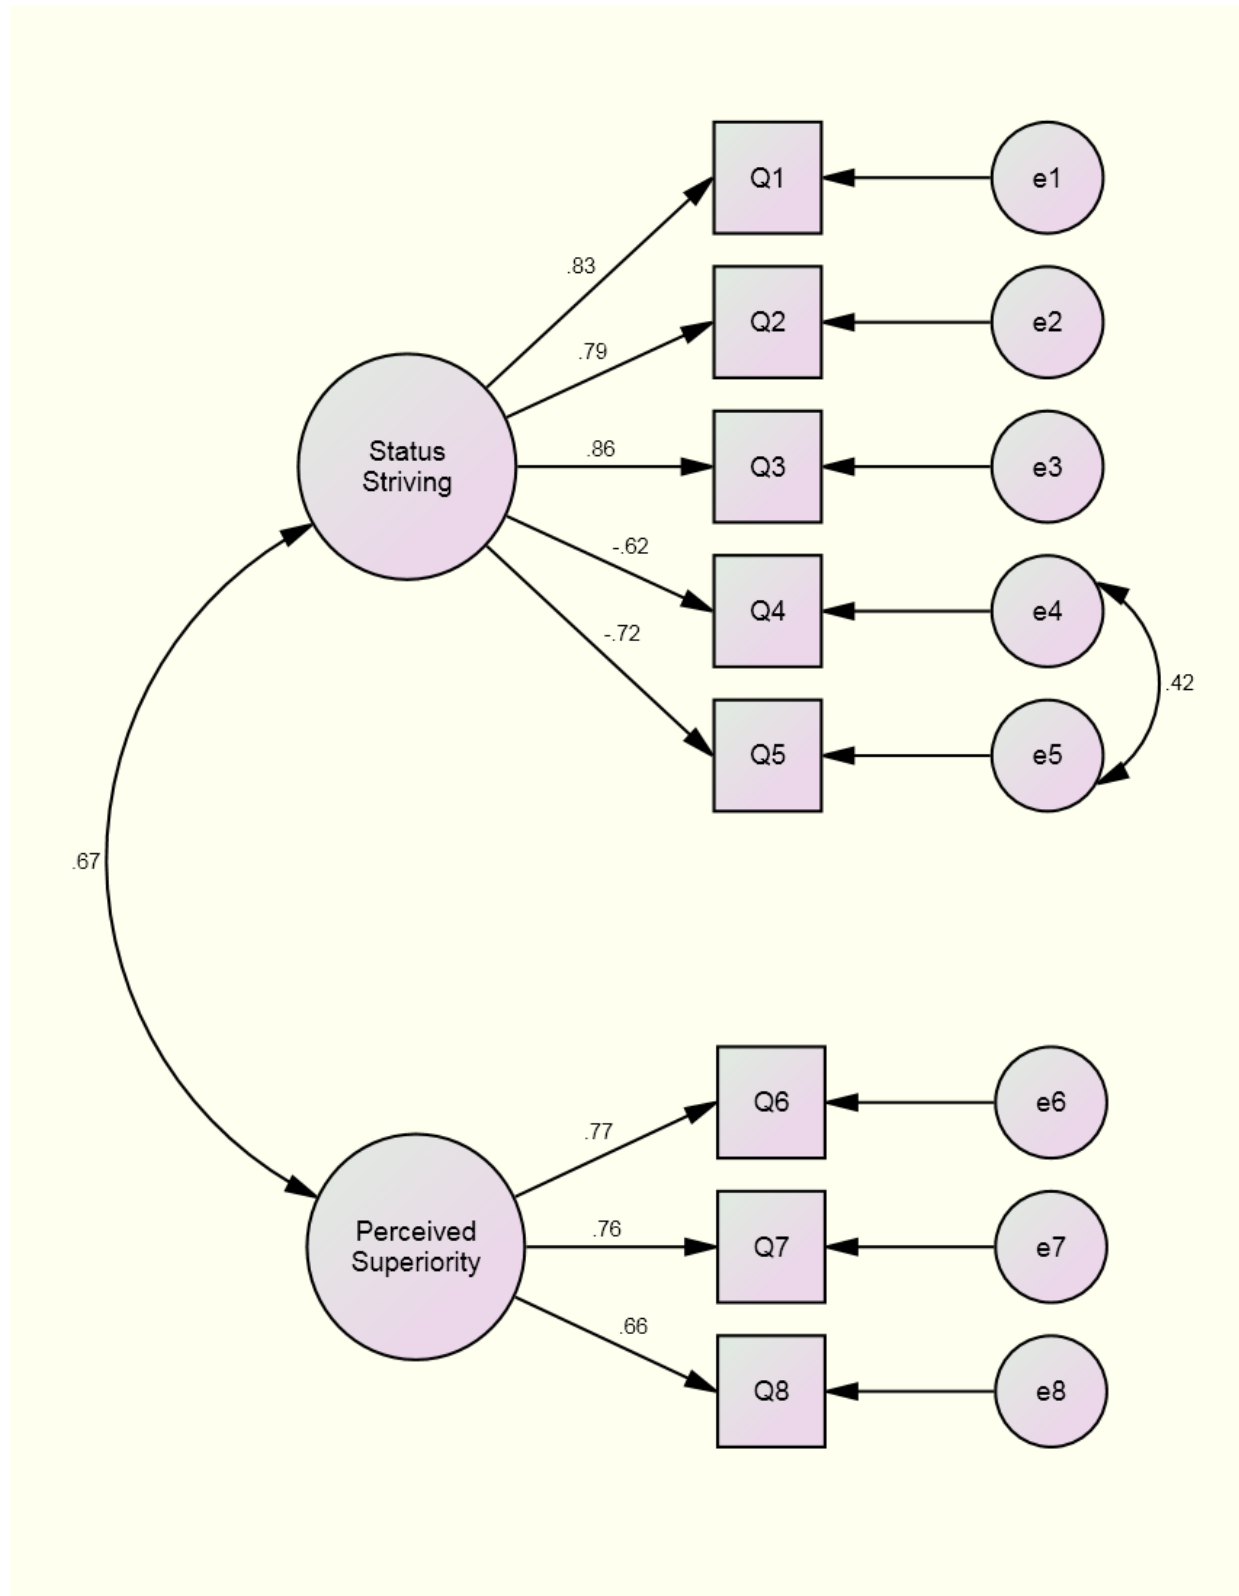 Q1
e1
.83
Q2
e2
.79
Status
Striving
.86
Q3
e3
-.62
Q4
e4
-.72
.42
Q5
e5
.67
Q6
e6
.77
Perceived
Superiority
.76
Q7
e7
.66
Q8
e8